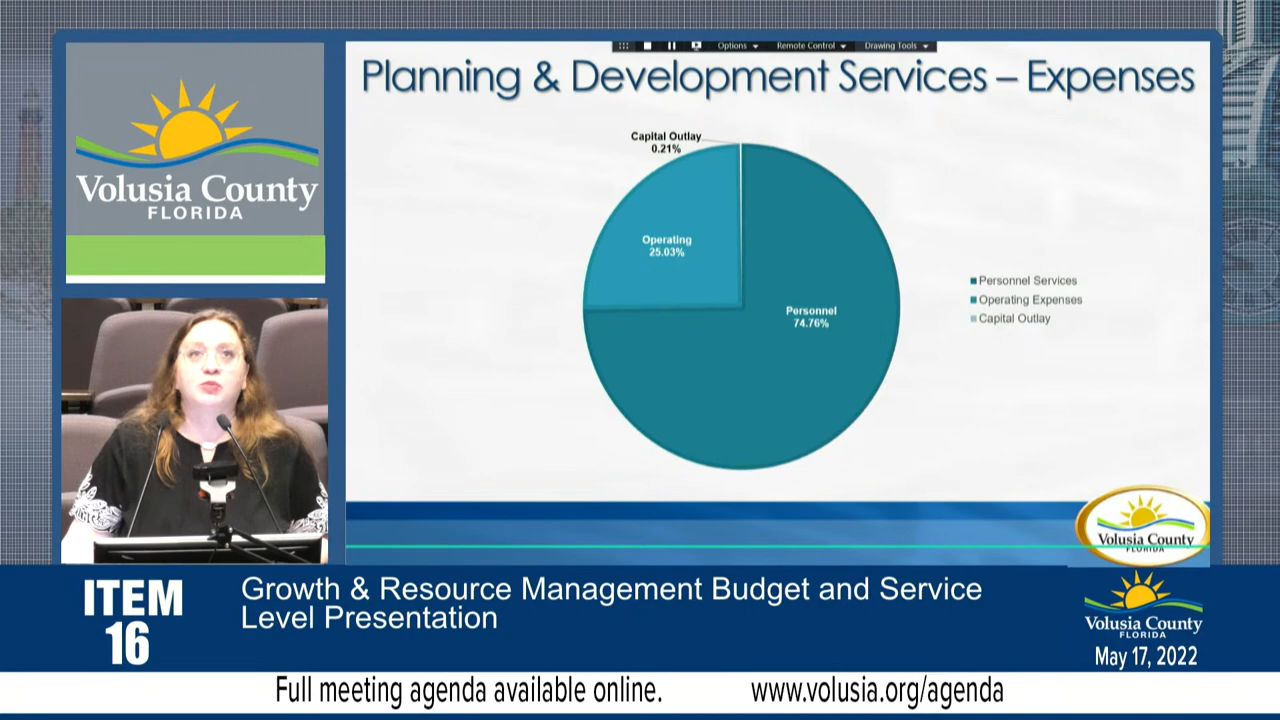 Options
Remote Control
Drawing Tools
Planning & Development Services – Expenses
Volusia County
FLORIDA
Capital Outlay
0.21%
Operating
25.03%
Personnel
74.76%
Personnel Services
Operating Expenses
Capital Outlay
Volusia County
FLORIDA
ITEM
16
Growth & Resource Management Budget and Service
Level Presentation
Volusia County
FLORIDA
May 17, 2022
Full meeting agenda available online.
www.volusia.org/agenda